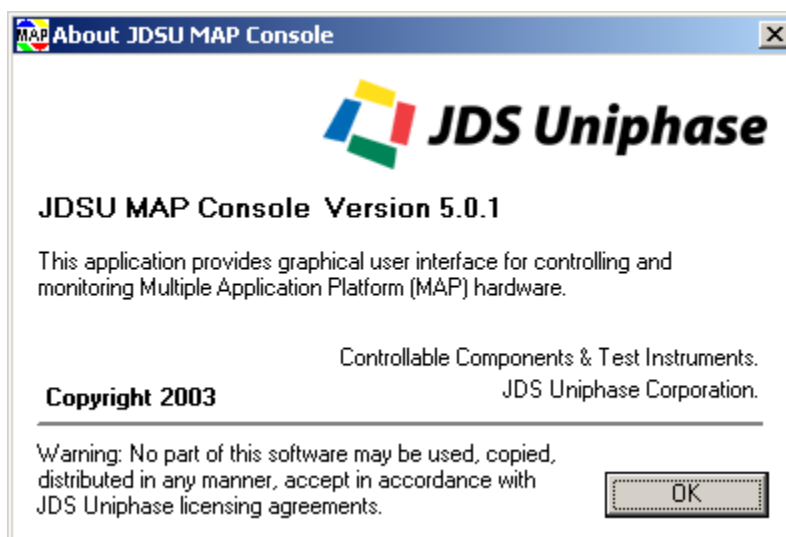 MAP About JDSU MAP Console
JDS Uniphase
JDSU MAP Console Version 5.0.1
This application provides graphical user interface for controlling and
monitoring Multiple Application Platform (MAP) hardware.
Controllable Components & Test Instruments.
JDS Uniphase Corporation.
Copyright 2003
Warning: No part of this software may be used, copied,
distributed in any manner, accept in accordance with
JDS Uniphase licensing agreements.
OK